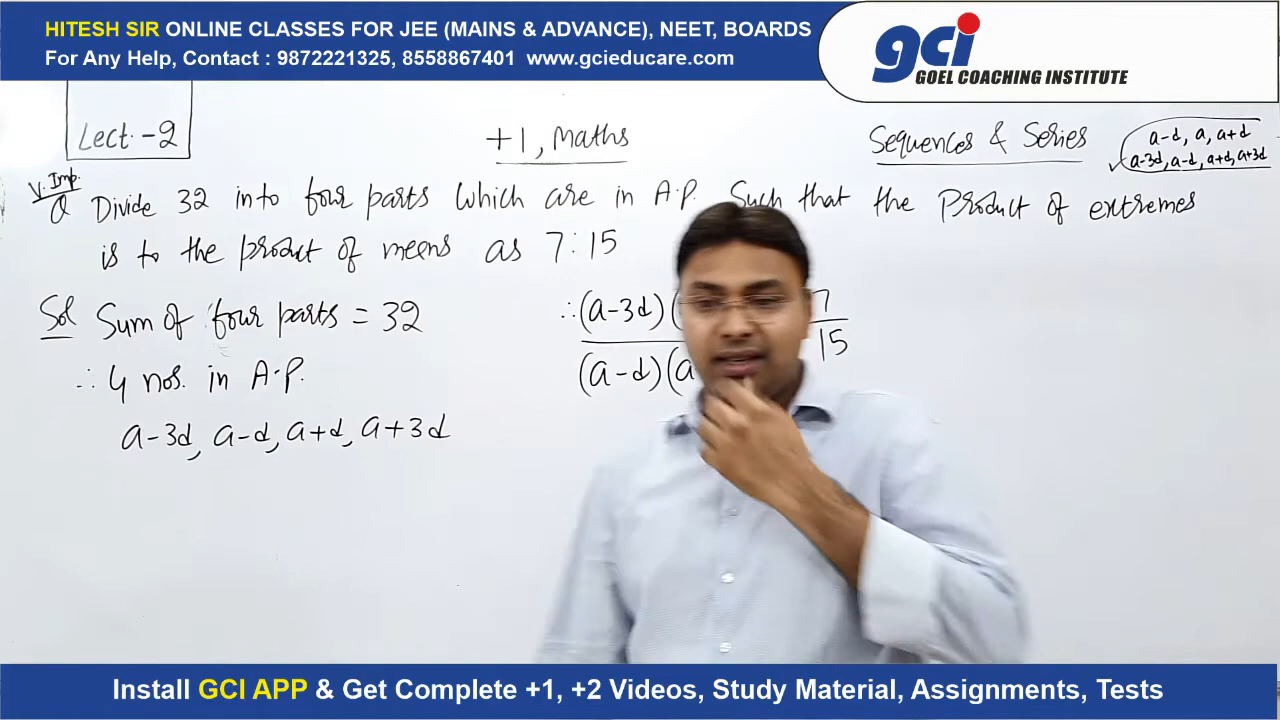 HITESH SIR ONLINE CLASSES FOR JEE (MAINS & ADVANCE), NEET, BOARDS
For Any Help, Contact : 9872221325, 8558867401 www.gcieducare.com
gci
GOEL COACHING INSTITUTE
Lect. -2
+1, Maths
Sequences & Series
a-d, a, a+d
a-3d, a-d, a+d, a+3d
V. Imp.
Q Divide 32 into four parts which are in A.P. Such that the Product of extremes
is to the product of means as 7:15
Sol Sum of four parts = 32
∴ 4 nos. in A.P.
a-3d, a-d, a+d, a+3d
∴ (a-3d)( 7
(a-d)(a 15
Install GCI APP & Get Complete +1, +2 Videos, Study Material, Assignments, Tests